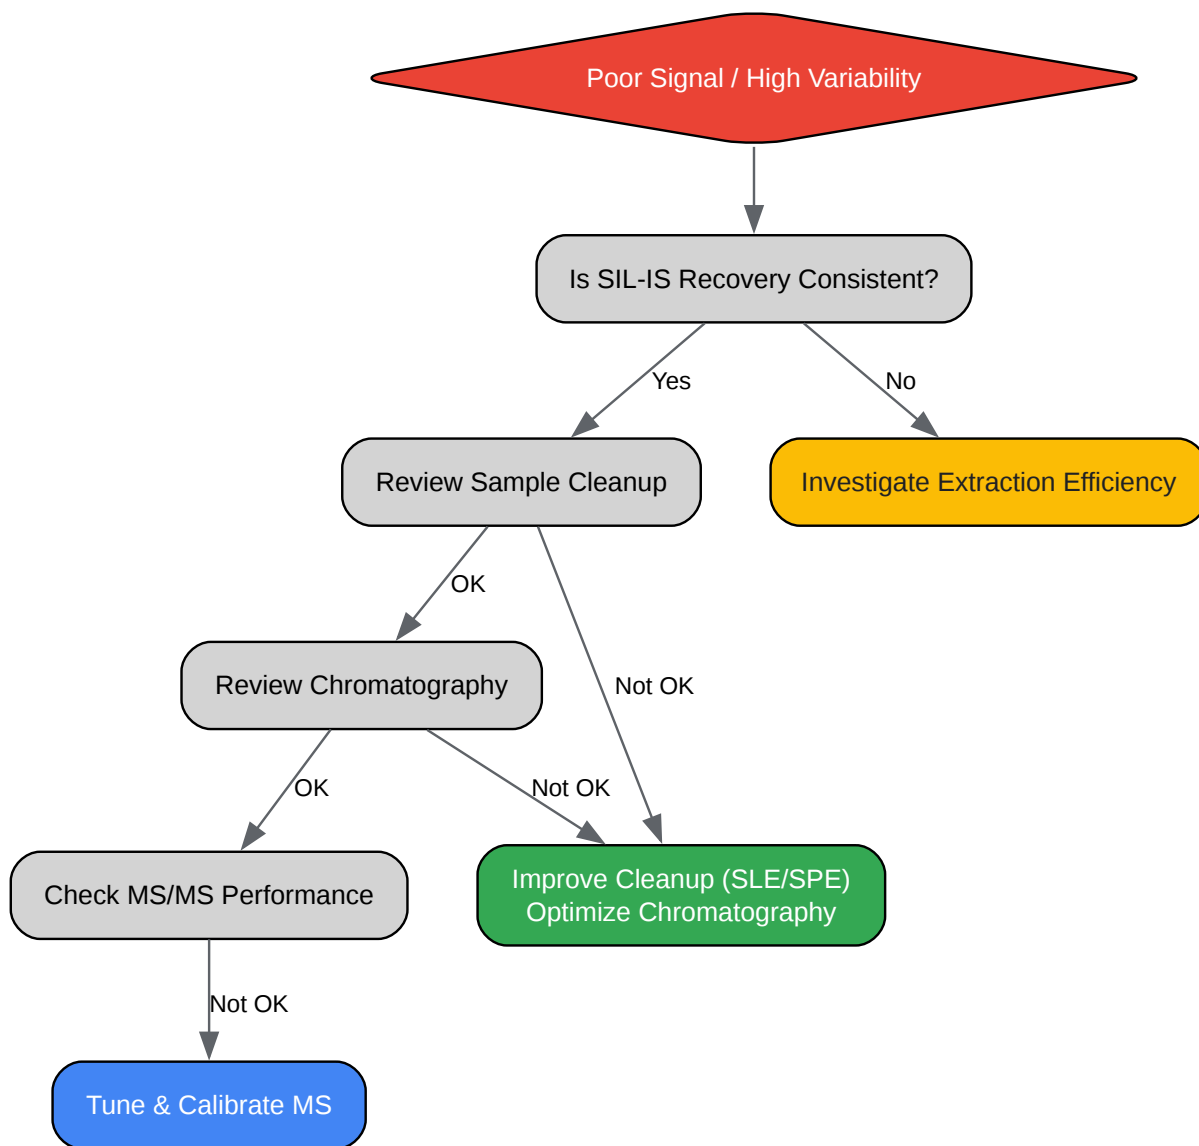 Poor Signal / High Variability
Is SIL-IS Recovery Consistent?
Yes
No
Review Sample Cleanup
Investigate Extraction Efficiency
OK
Review Chromatography
Not OK
OK
Not OK
Check MS/MS Performance
Improve Cleanup (SLE/SPE)
Optimize Chromatography
Not OK
Tune & Calibrate MS